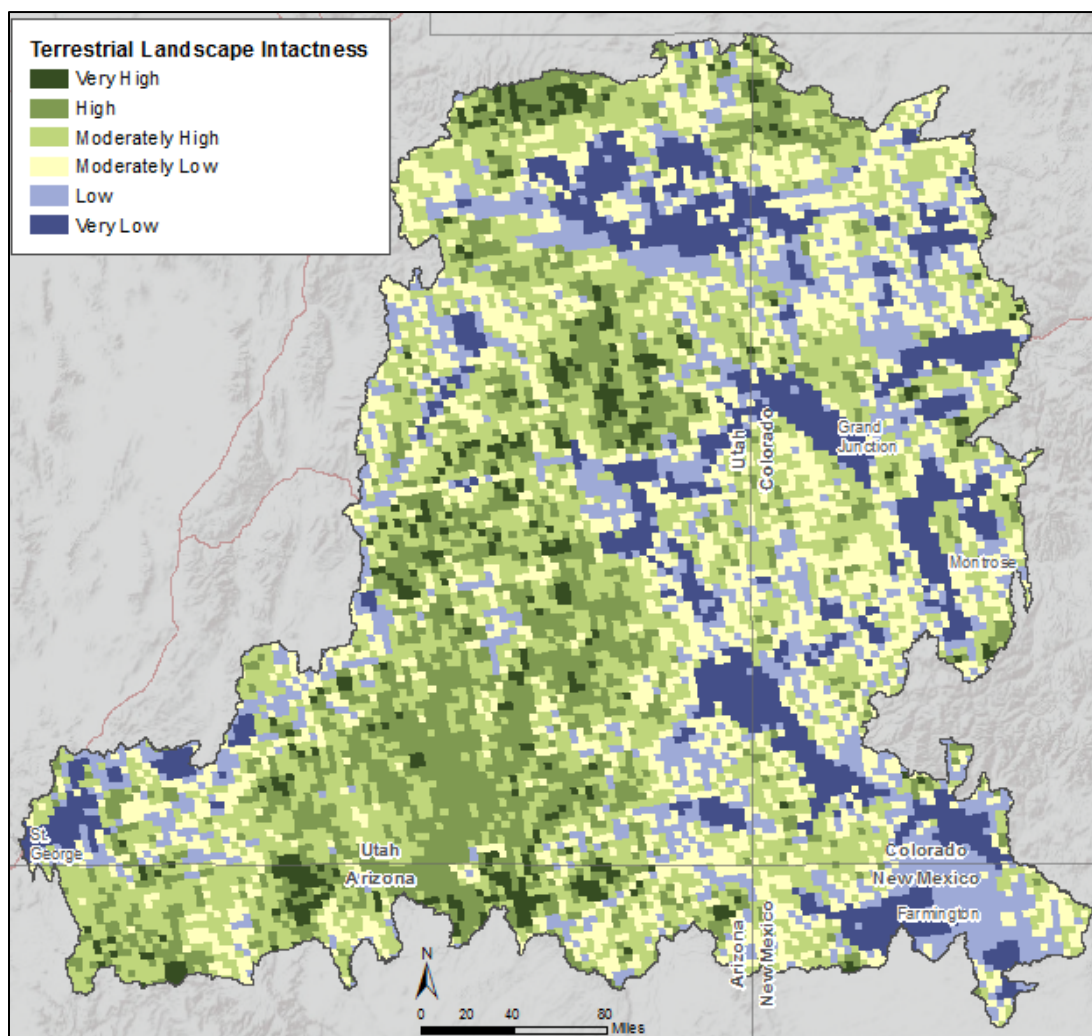 Terrestrial Landscape Intactness
Very High
High
Moderately High
Moderately Low
Low
Very Low
Utah
Colorado
Grand
Junction
Montrose
St.
George
Utah
Arizona
Colorado
New Mexico
Farmington
Arizona
New Mexico
N
0 40 80
Miles